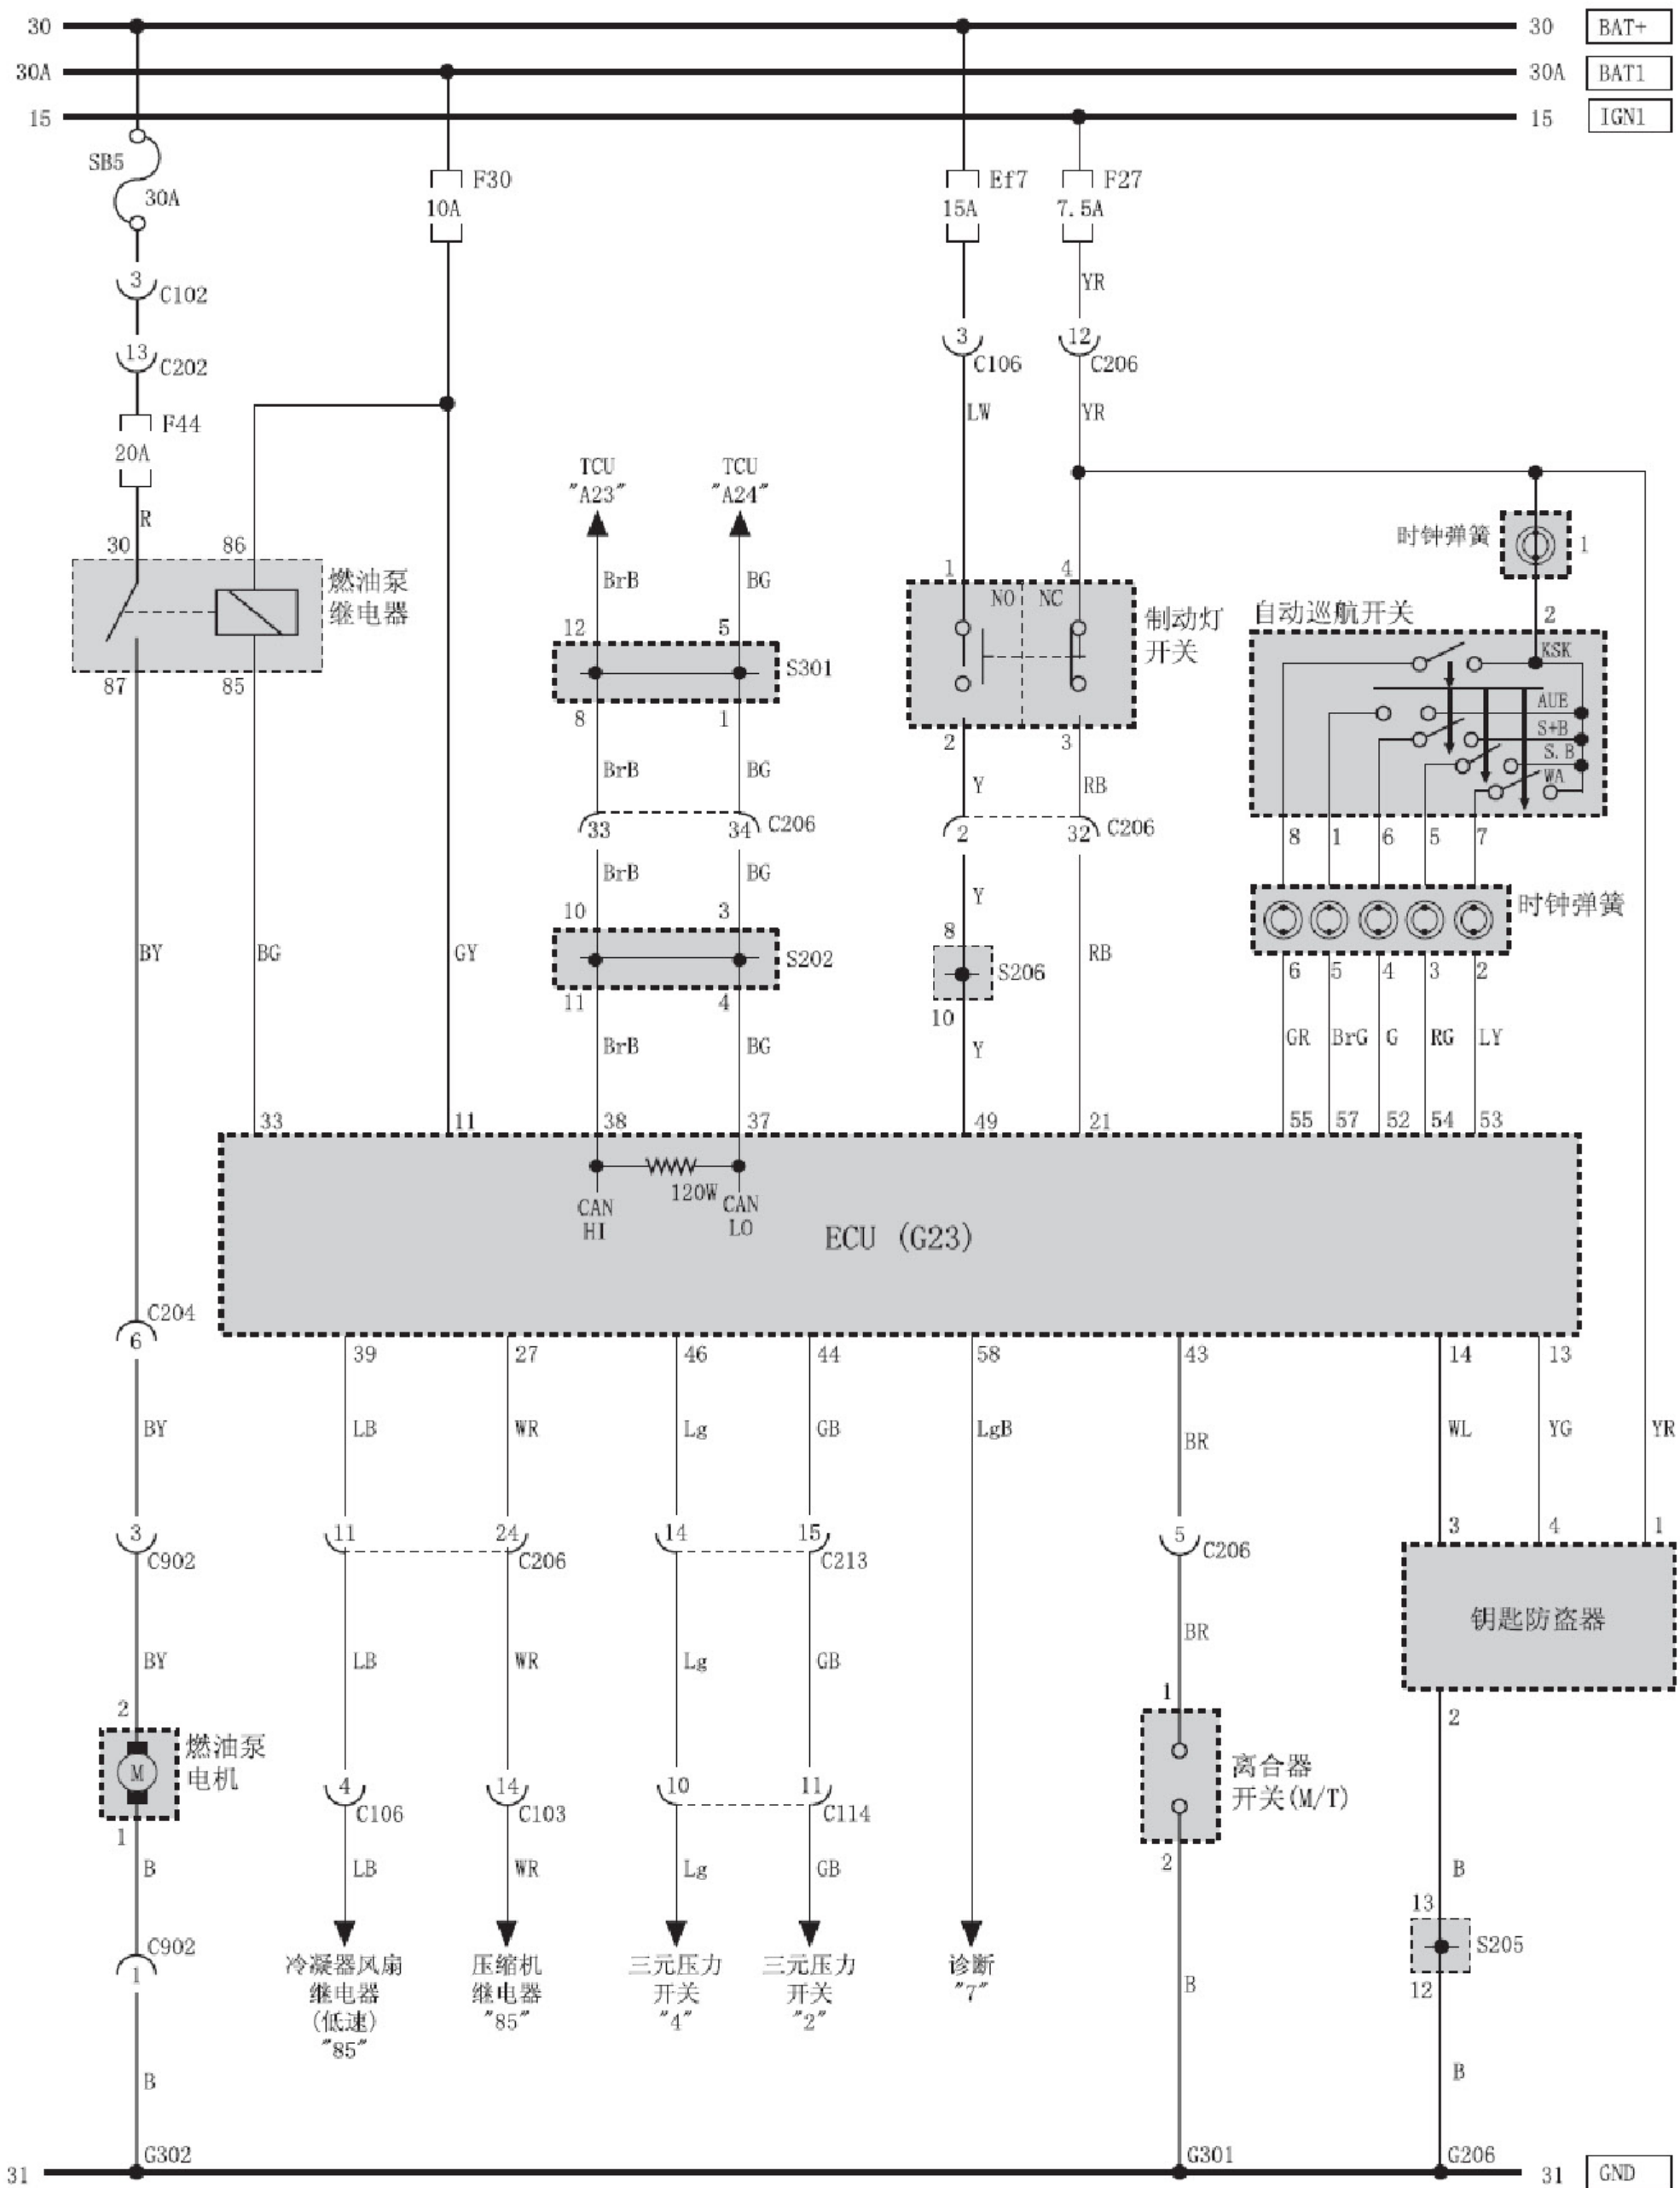 30
30
BAT+
30A
30A
BAT1
15
15
IGN1
SB5
30A
F30
10A
Ef7
15A
F27
7.5A
YR
3
C102
13
C202
3
C106
12
C206
F44
20A
LW
YR
R
TCU
"A23"
TCU
"A24"
时钟弹簧
1
30
86
燃油泵
继电器
87
85
BrB
BG
12
5
S301
8
1
1
4
NO
NC
制动灯
开关
2
3
自动巡航开关
2
KSK
AUE
S+B
S.B
WA
BrB
BG
Y
RB
33
34
C206
2
32
C206
8
1
6
5
7
BrB
BG
Y
时钟弹簧
10
3
S202
11
4
8
S206
10
RB
6
5
4
3
2
BY
BG
GY
BrB
BG
Y
GR
BrG
G
RG
LY
33
11
38
37
49
21
55
57
52
54
53
120W
CAN
HI
CAN
LO
ECU (G23)
C204
6
39
27
46
44
58
43
14
13
BY
LB
WR
Lg
GB
LgB
BR
WL
YG
YR
3
C902
11
24
C206
14
15
C213
5
C206
3
4
1
钥匙防盗器
BY
LB
WR
Lg
GB
BR
2
燃油泵
电机
M
1
4
C106
14
C103
10
11
C114
1
离合器
开关(M/T)
2
2
B
LB
WR
Lg
GB
B
C902
1
冷凝器风扇
继电器
(低速)
"85"
压缩机
继电器
"85"
三元压力
开关
"4"
三元压力
开关
"2"
诊断
"7"
13
S205
12
B
B
B
G302
G301
G206
31
31
GND